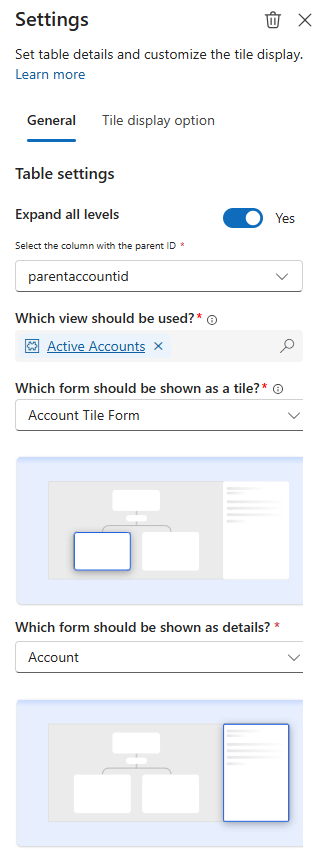 Settings
Set table details and customize the tile display.
Learn more
General Tile display option
Table settings
Expand all levels Yes
Select the column with the parent ID *
parentaccountid
Which view should be used?*
Active Accounts
Which form should be shown as a tile?*
Account Tile Form
Which form should be shown as details? *
Account